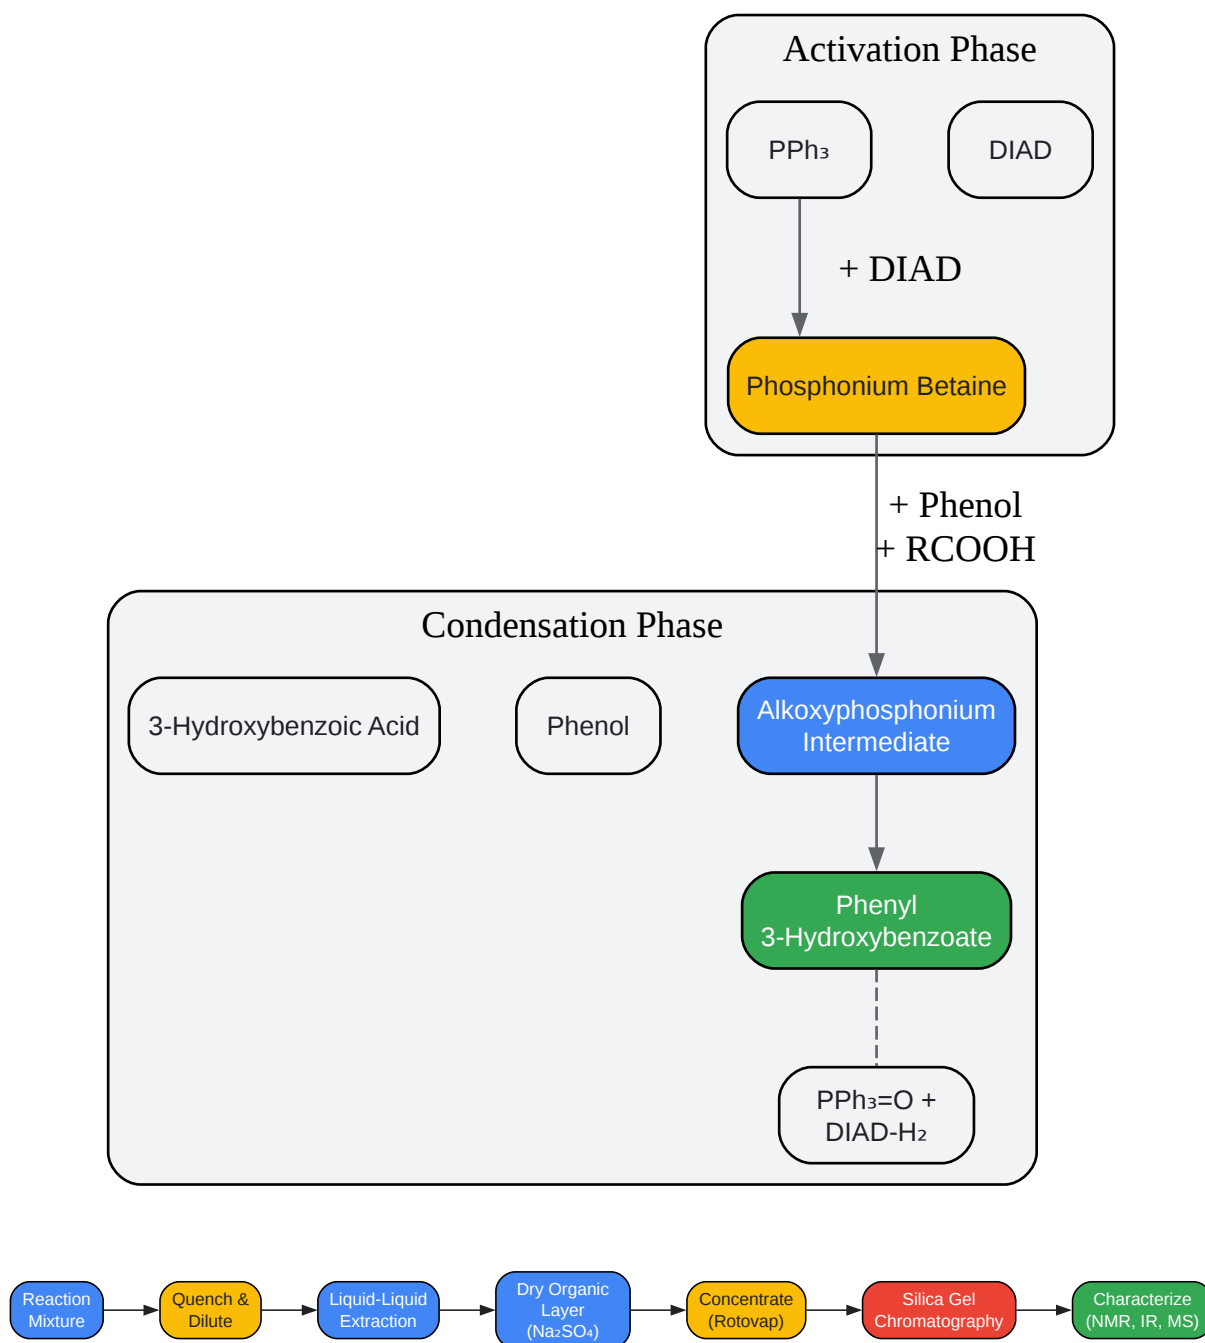 Activation Phase
PPh₃
DIAD
+ DIAD
Phosphonium Betaine
+ Phenol
+ RCOOH
Condensation Phase
3-Hydroxybenzoic Acid
Phenol
Alkoxyphosphonium
Intermediate
Phenyl
3-Hydroxybenzoate
PPh₃=O +
DIAD-H₂
Reaction
Mixture
Quench &
Dilute
Liquid-Liquid
Extraction
Dry Organic
Layer
(Na₂SO₄)
Concentrate
(Rotovap)
Silica Gel
Chromatography
Characterize
(NMR, IR, MS)